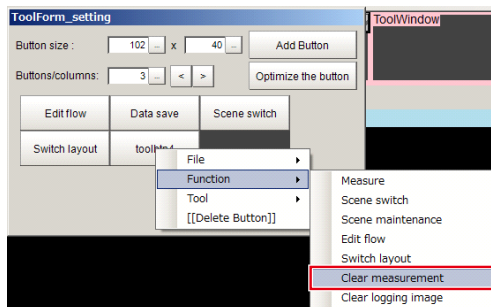 ToolForm_setting
ToolWindow
Button size : 102 ... x 40 ... Add Button
Buttons/columns: 3 ... < > Optimize the button
Edit flow Data save Scene switch
Switch layout toolbtn4
File
Function
Tool
[[Delete Button]]
Measure
Scene switch
Scene maintenance
Edit flow
Switch layout
Clear measurement
Clear logging image